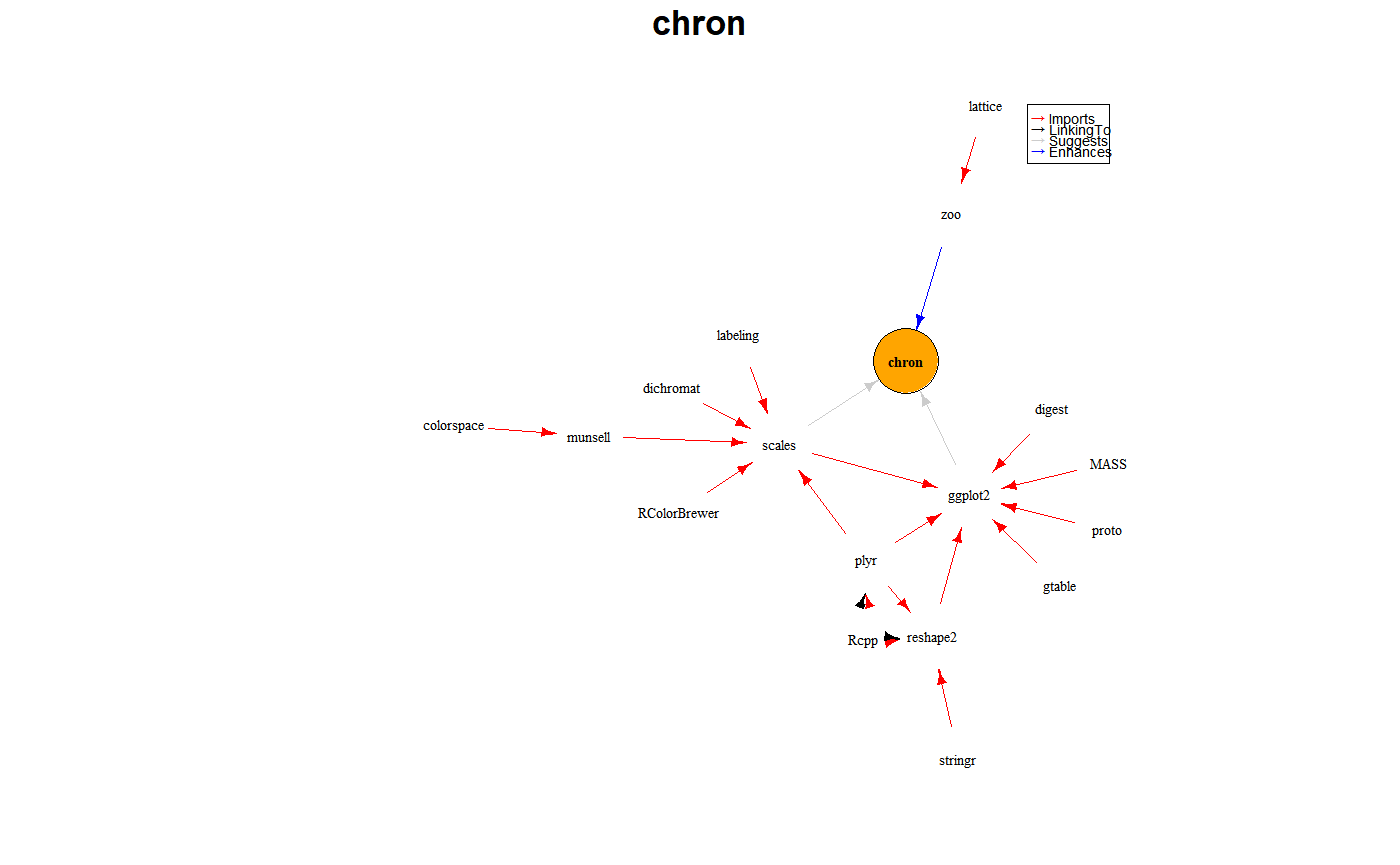 chron
lattice
Imports
LinkingTo
Suggests
Enhances
zoo
labeling
chron
dichromat
digest
colorspace
munsell
scales
MASS
ggplot2
RColorBrewer
proto
plyr
gtable
Rcpp
reshape2
stringr